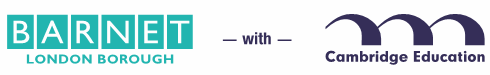 BARNET
LONDON BOROUGH
— with —
Cambridge Education